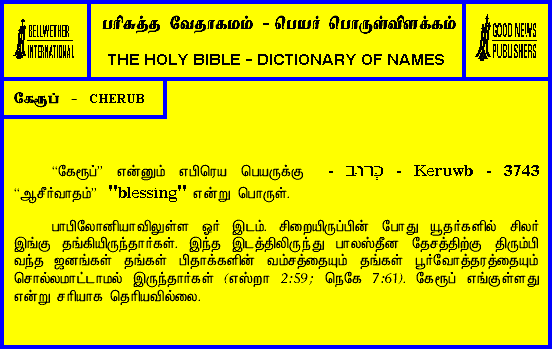 BELLWETHER
INTERNATIONAL
பரிசுத்த வேதாகமம் - பெயர் பொருள்விளக்கம்
THE HOLY BIBLE - DICTIONARY OF NAMES
GOOD NEWS
PUBLISHERS
கேரூப் - CHERUB
“கேரூப்” என்னும் எபிரெய பெயருக்கு - כְּרוּב - Keruwb - 3743
“ஆசீர்வாதம்” "blessing" என்று பொருள்.
பாபிலோனியாவிலுள்ள ஓர் இடம். சிறையிருப்பின் போது யூதர்களில் சிலர்
இங்கு தங்கியிருந்தார்கள். இந்த இடத்திலிருந்து பாலஸ்தீன தேசத்திற்கு திரும்பி
வந்த ஜனங்கள் தங்கள் பிதாக்களின் வம்சத்தையும் தங்கள் பூர்வோத்தரத்தையும்
சொல்லமாட்டாமல் இருந்தார்கள் (எஸ்றா 2:59; நெகே 7:61). கேரூப் எங்குள்ளது
என்று சரியாக தெரியவில்லை.